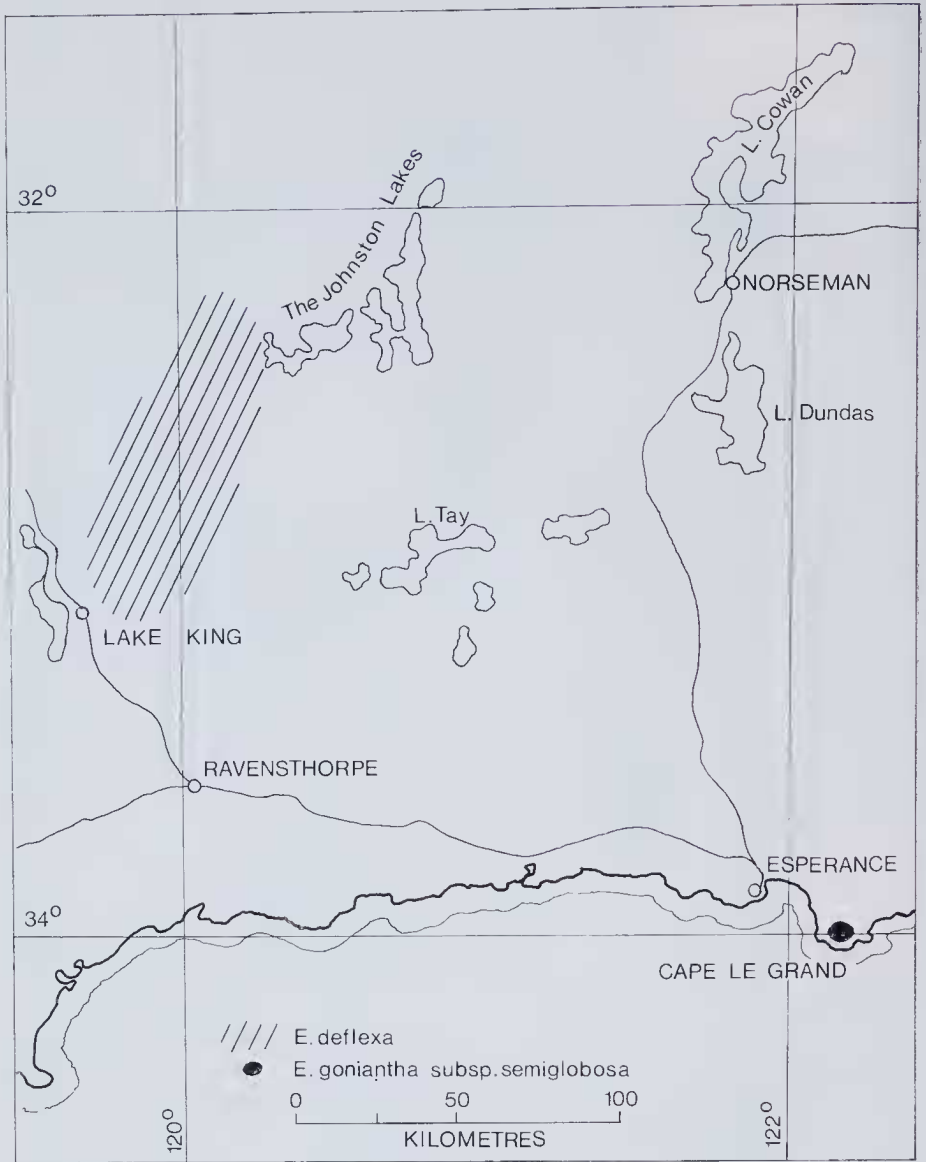 L. Cowan
The Johnston Lakes
32°
NORSEMAN
L. Dundas
L. Tay
LAKE KING
RAVENSTHORPE
ESPERANCE
34°
CAPE LE GRAND
E. deflexa
E. goniantha subsp. semiglobosa
0 50 100
KILOMETRES
120°
122°